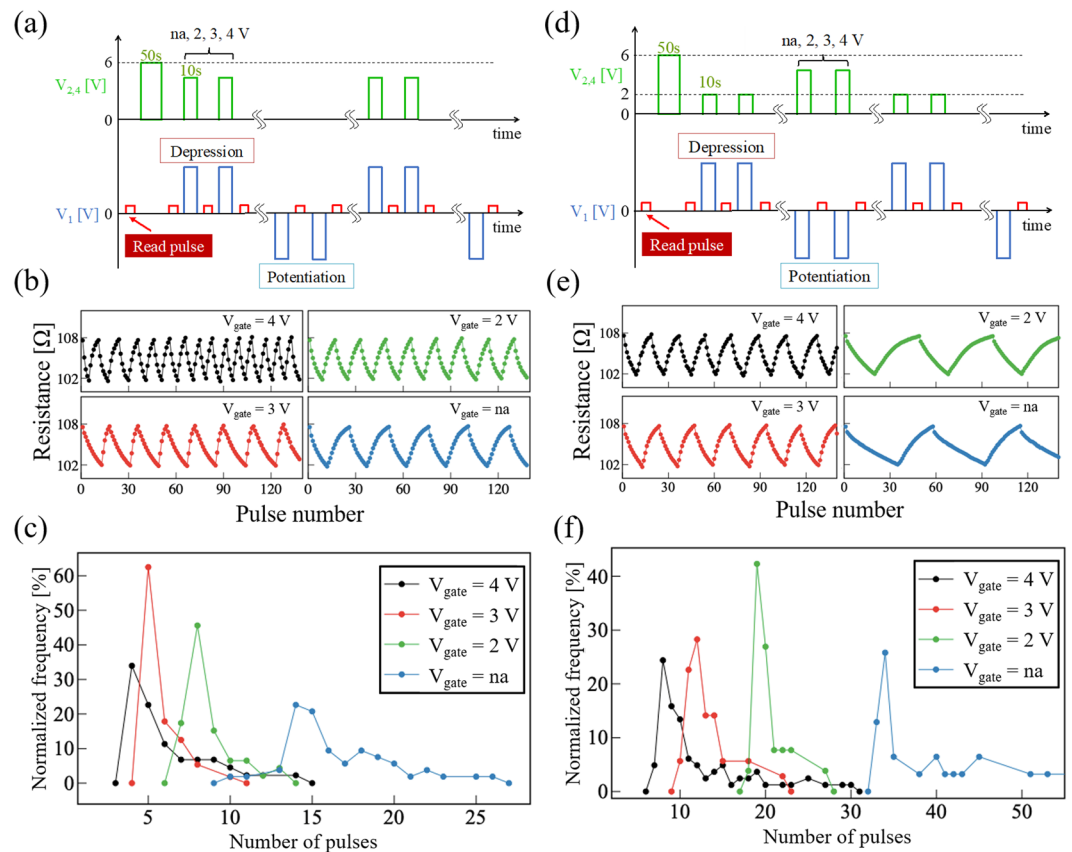 (a)
na, 2, 3, 4 V
50s
10s
6
V2,4 [V]
0
time
Depression
V1 [V]
0
Read pulse
time
Potentiation
(d)
na, 2, 3, 4 V
50s
6
10s
V2,4 [V]
2
0
time
Depression
V1 [V]
0
Read pulse
time
Potentiation
(b)
Resistance [Ω]
108
102
Vgate = 4 V
Vgate = 2 V
108
102
Vgate = 3 V
Vgate = na
0 30 60 90 120
0 30 60 90 120
Pulse number
(e)
Resistance [Ω]
108
102
Vgate = 4 V
Vgate = 2 V
108
102
Vgate = 3 V
Vgate = na
0 30 60 90 120
0 30 60 90 120
Pulse number
(c)
Normalized frequency [%]
60
50
40
30
20
10
0
Vgate = 4 V
Vgate = 3 V
Vgate = 2 V
Vgate = na
5 10 15 20 25
Number of pulses
(f)
Normalized frequency [%]
40
30
20
10
0
Vgate = 4 V
Vgate = 3 V
Vgate = 2 V
Vgate = na
10 20 30 40 50
Number of pulses